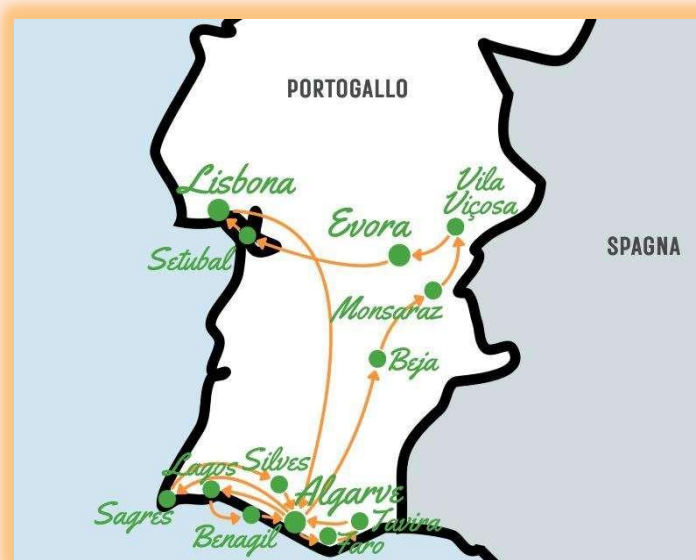 PORTOGALLO
Lisbona
Vila
Viçosa
Evora
SPAGNA
Setubal
Monsaraz
Beja
Lagos
Silves
Algarve
Sagres
Benagil
Tavira
Faro